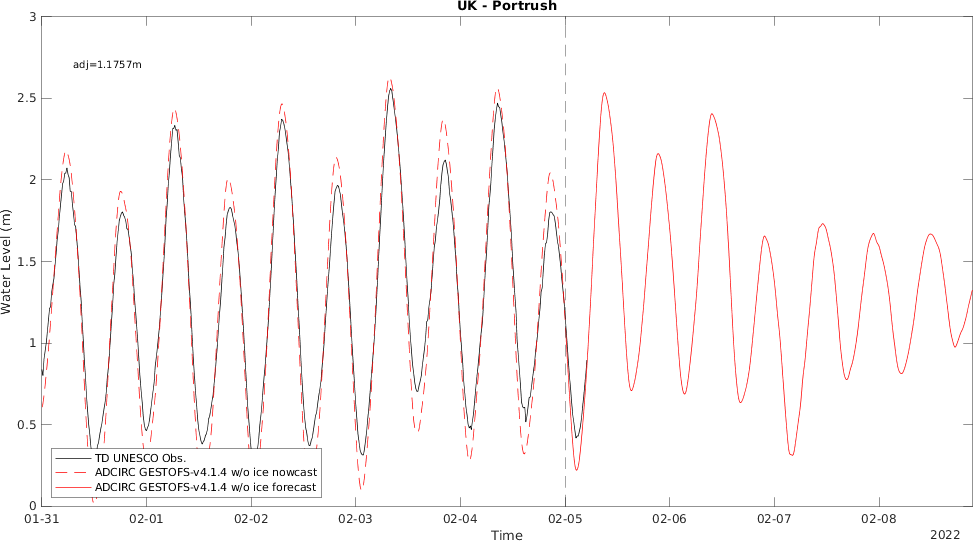 UK - Portrush
3
adj=1.1757m
2.5
2
1.5
1
0.5
0
Water Level (m)
TD UNESCO Obs.
ADCIRC GESTOFS-v4.1.4 w/o ice nowcast
ADCIRC GESTOFS-v4.1.4 w/o ice forecast
01-31 02-01 02-02 02-03 02-04 02-05 02-06 02-07 02-08
Time
2022